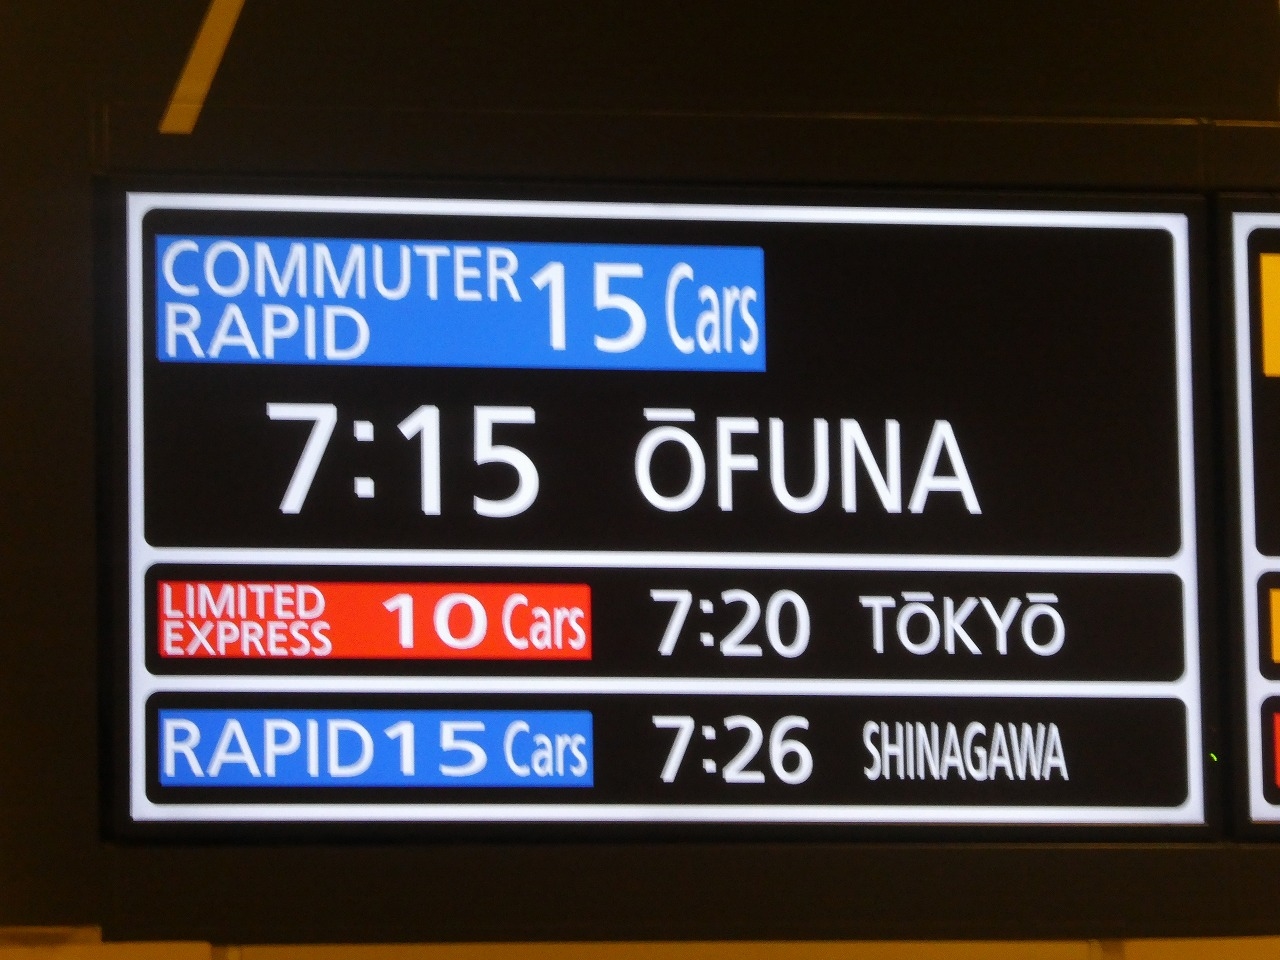 COMMUTER
RAPID 15 Cars
7:15 ŌFUNA
LIMITED
EXPRESS 10 Cars 7:20 TŌKYŌ
RAPID 15 Cars 7:26 SHINAGAWA